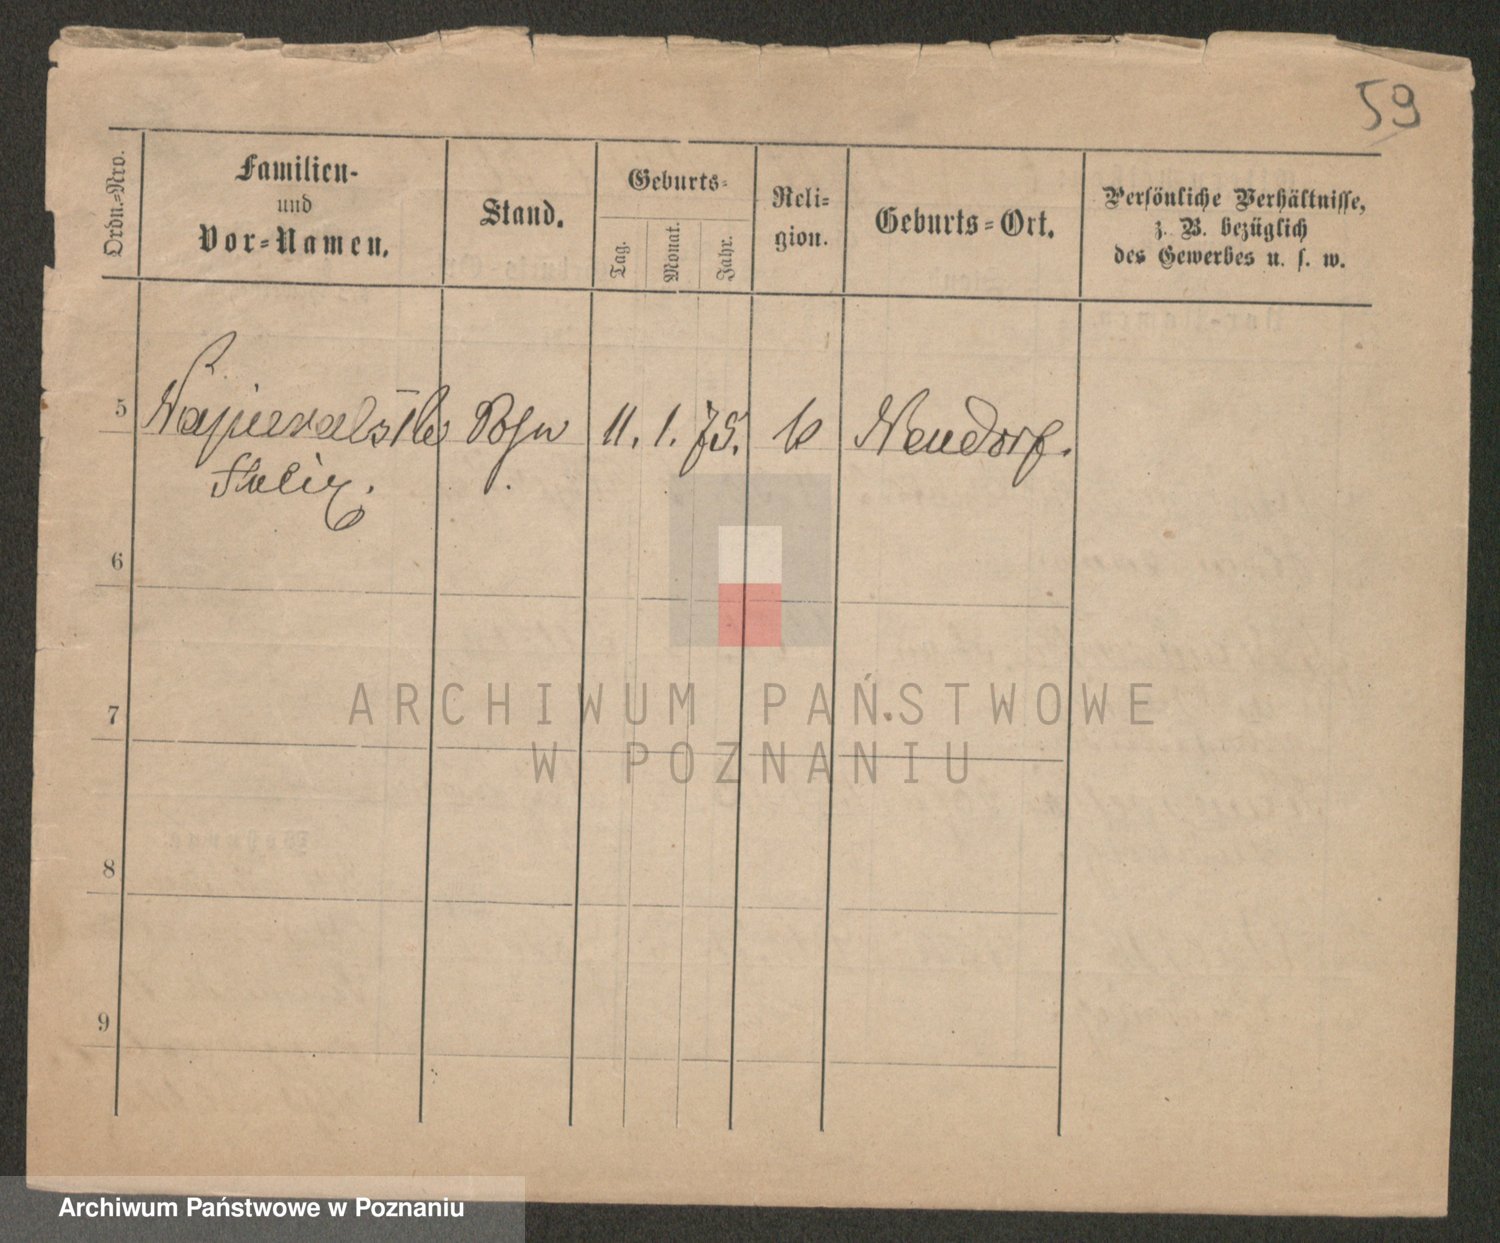 59
Ordn.=Nro.
Familien-
und
Vor=Namen.
Stand.
Geburts=
Tag.
Monat.
Jahr.
Reli=
gion.
Geburts=Ort.
Persönliche Verhältnisse,
z. B. bezüglich
des Gewerbes u. s. w.
5
Sohn 11. 1. 75. k Neudorf.
Felix.
6
7
8
9
ARCHIWUM PAŃSTWOWE
W POZNANIU
Archiwum Państwowe w Poznaniu